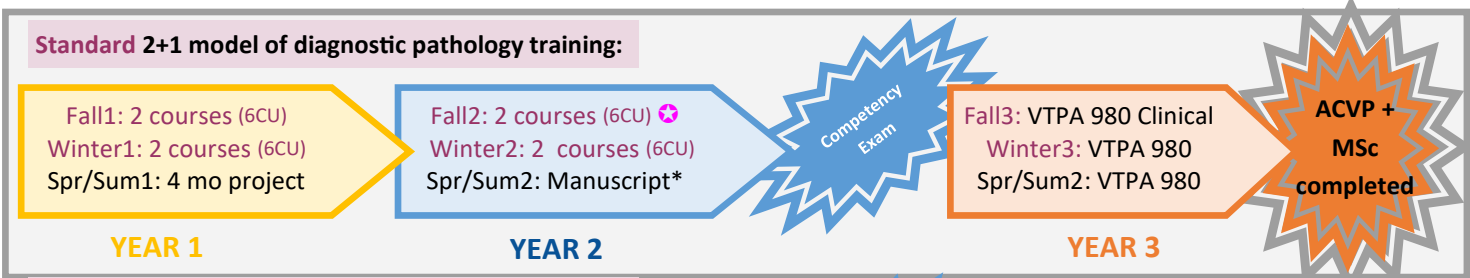 Standard 2+1 model of diagnostic pathology training:
Fall1: 2 courses (6CU)
Winter1: 2 courses (6CU)
Spr/Sum1: 4 mo project
YEAR 1
Fall2: 2 courses (6CU) ✪
Winter2: 2 courses (6CU)
Spr/Sum2: Manuscript*
YEAR 2
Competency
Exam
Fall3: VTPA 980 Clinical
Winter3: VTPA 980
Spr/Sum2: VTPA 980
YEAR 3
ACVP +
MSc
completed